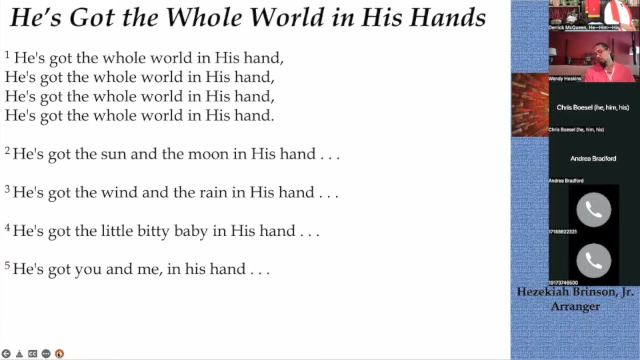 He's Got the Whole World in His Hands
1 He's got the whole world in His hand,
He's got the whole world in His hand,
He's got the whole world in His hand,
He's got the whole world in His hand.
2 He's got the sun and the moon in His hand . . .
3 He's got the wind and the rain in His hand . . .
4 He's got the little bitty baby in His hand . . .
5 He's got you and me, in his hand . . .
Wendy Haskins
Chris Boesel (he, him, his)
Chris Boesel (he, him, his)
Andrea Bradford
Andrea Bradford
Hezekiah Brinson, Jr.
Arranger